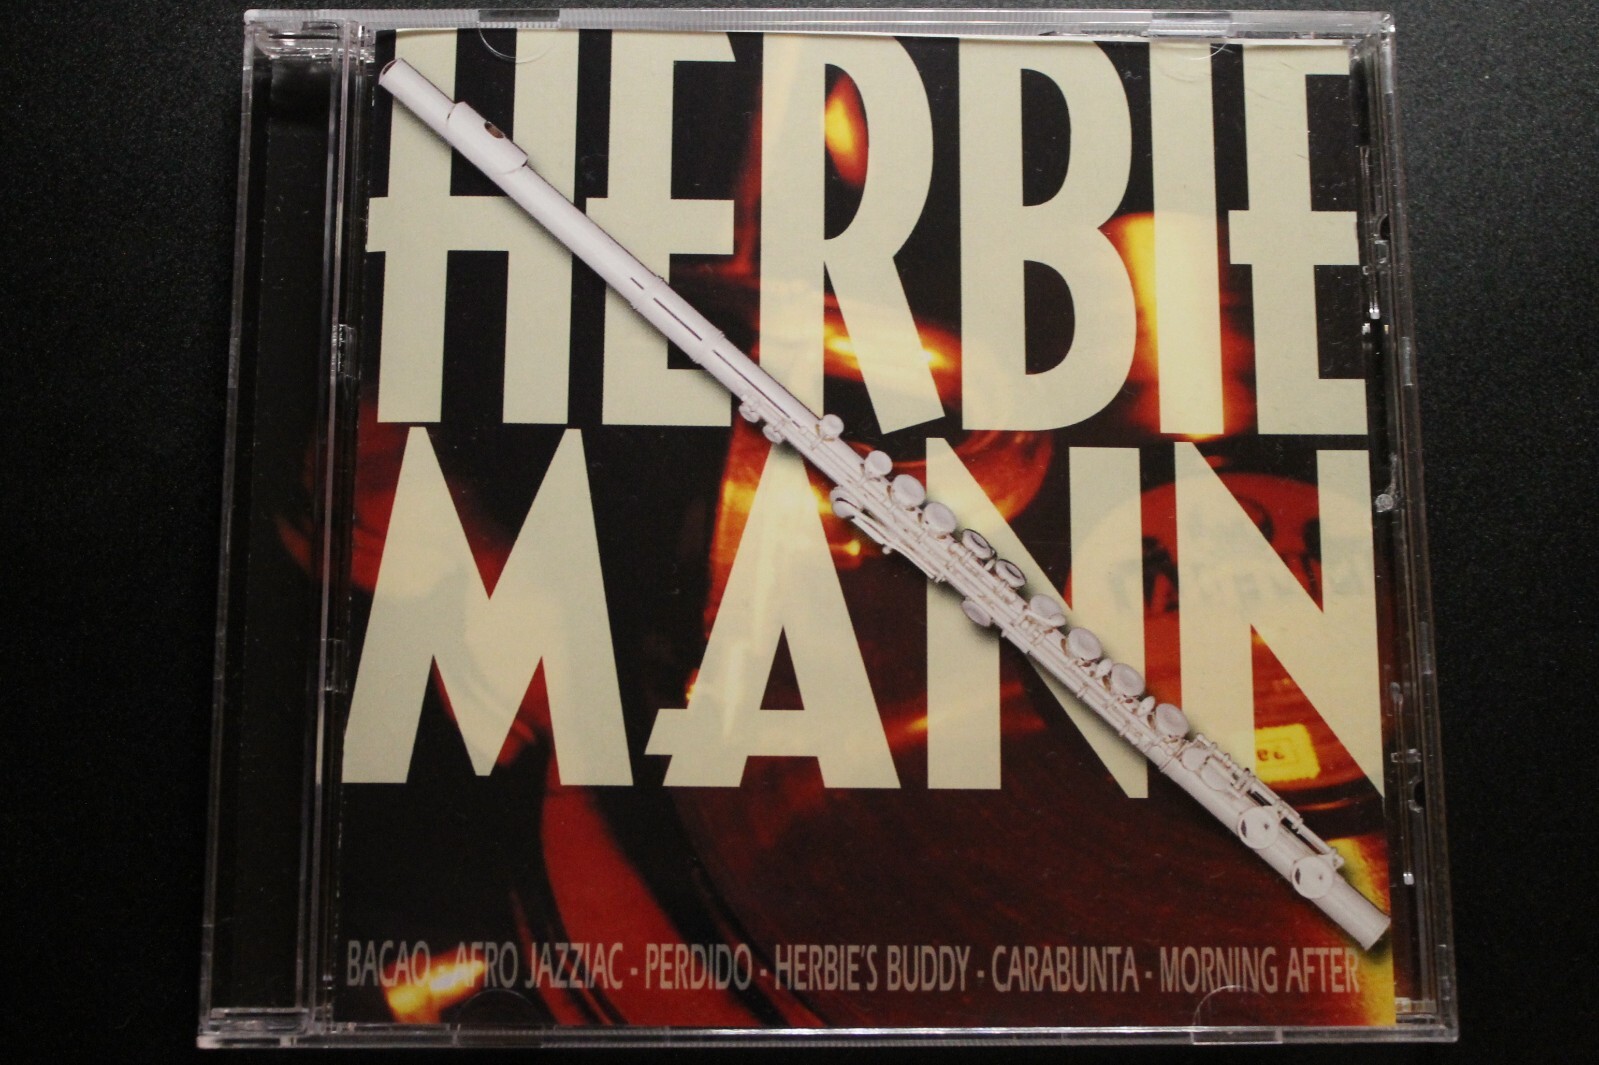 HERBIE
MANN
BACAO - AFRO JAZZIAC - PERDIDO - HERBIE'S BUDDY - CARABUNTA - MORNING AFTER